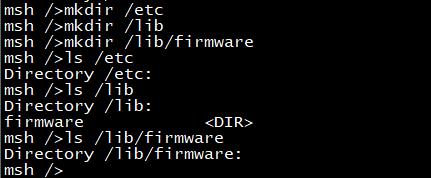 msh />mkdir /etc
msh />mkdir /lib
msh />mkdir /lib/firmware
msh />ls /etc
Directory /etc:
msh />ls /lib
Directory /lib:
firmware            <DIR>
msh />ls /lib/firmware
Directory /lib/firmware:
msh />